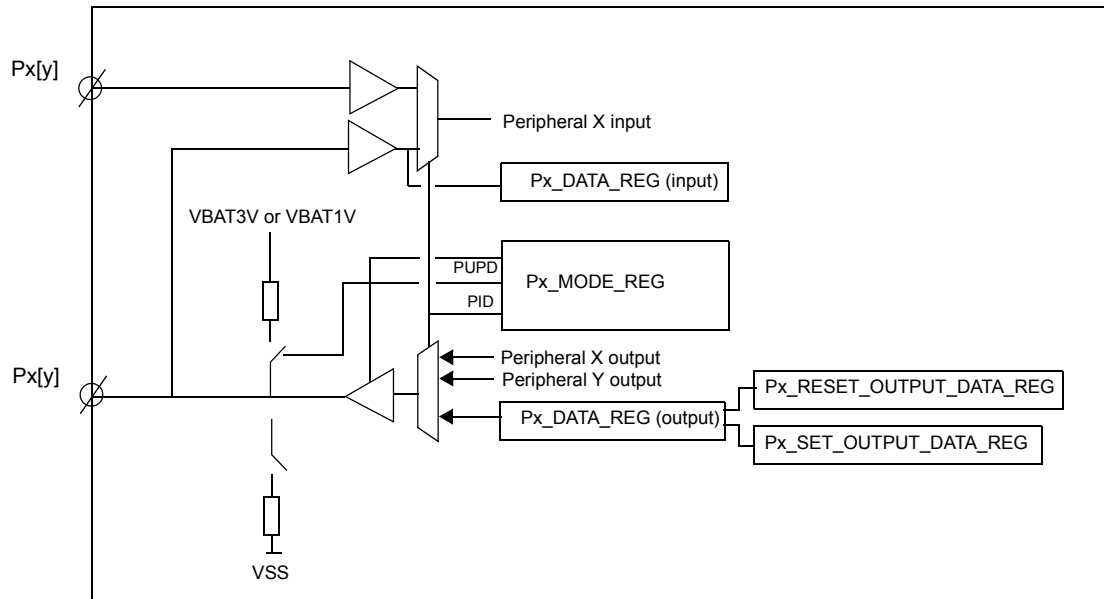 Px[y]
Peripheral X input
Px_DATA_REG (input)
VBAT3V or VBAT1V
PUPD
Px_MODE_REG
PID
Peripheral X output
Px[y]
Peripheral Y output
Px_RESET_OUTPUT_DATA_REG
Px_DATA_REG (output)
Px_SET_OUTPUT_DATA_REG
VSS